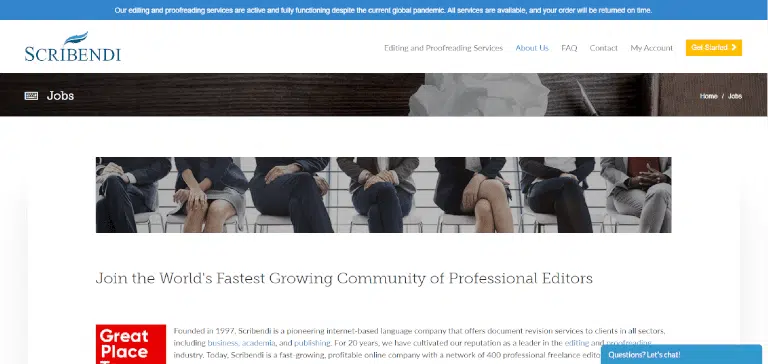 Our editing and proofreading services are active and fully functioning despite the current global pandemic. All services are available, and your order will be returned on time.
SCRIBENDI
Editing and Proofreading Services About Us FAQ Contact My Account Get Started
Jobs
Home / Jobs
Join the World's Fastest Growing Community of Professional Editors
Great
Place
Founded in 1997, Scribendi is a pioneering internet-based language company that offers document revision services to clients in all sectors,
including business, academia, and publishing. For 20 years, we have cultivated our reputation as a leader in the editing and proofreading
industry. Today, Scribendi is a fast-growing, profitable online company with a network of 400 professional freelance
Questions? Let's chat!